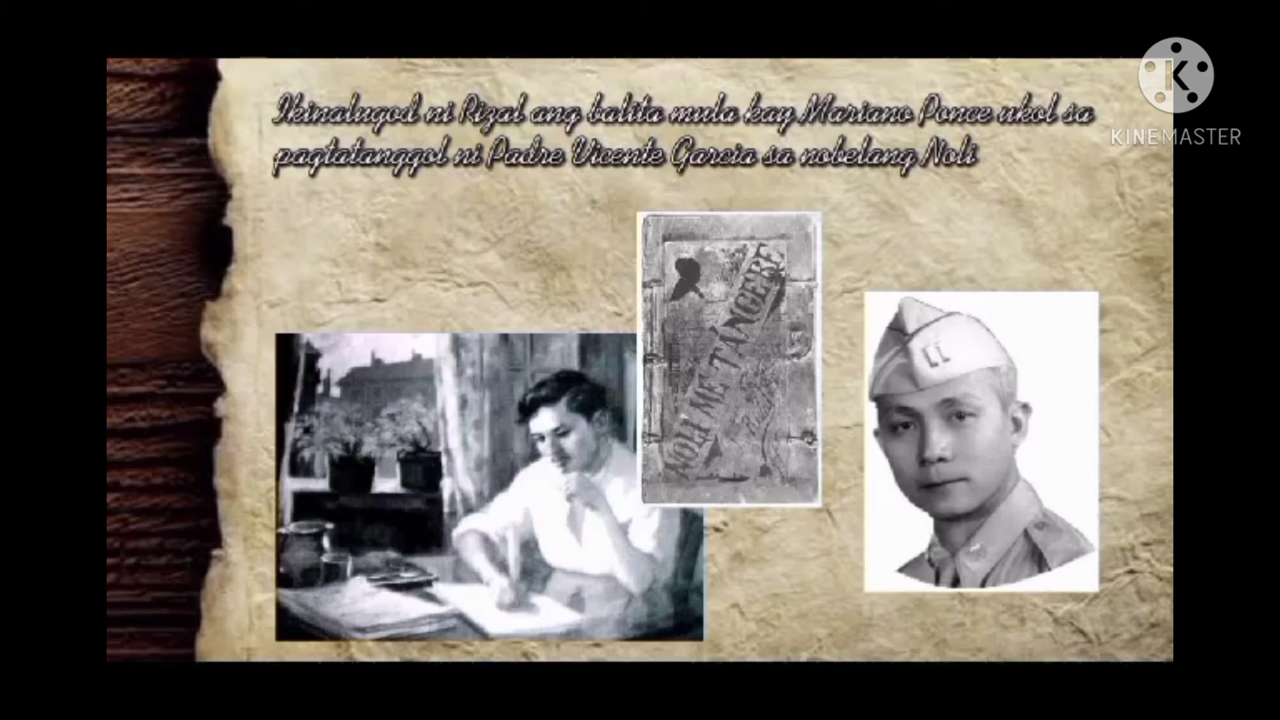 Ikinalugod ni Rizal ang balita mula kay Mariano Ponce ukol sa
pagtatanggol ni Padre Vicente Garcia sa nobelang Noli
KINEMASTER
NOLI ME TÁNGERE